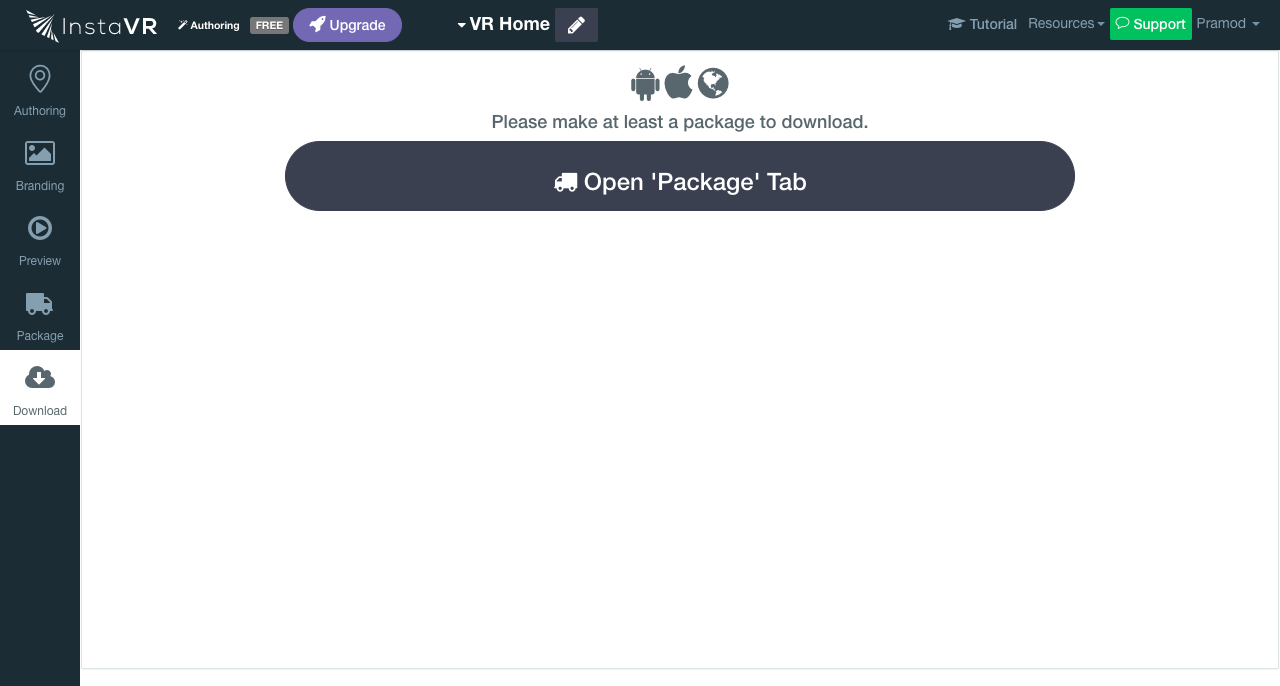 InstaVR
Authoring
FREE
Upgrade
VR Home
Tutorial
Resources
Support
Pramod
Authoring
Branding
Preview
Package
Download
Please make at least a package to download.
Open 'Package' Tab